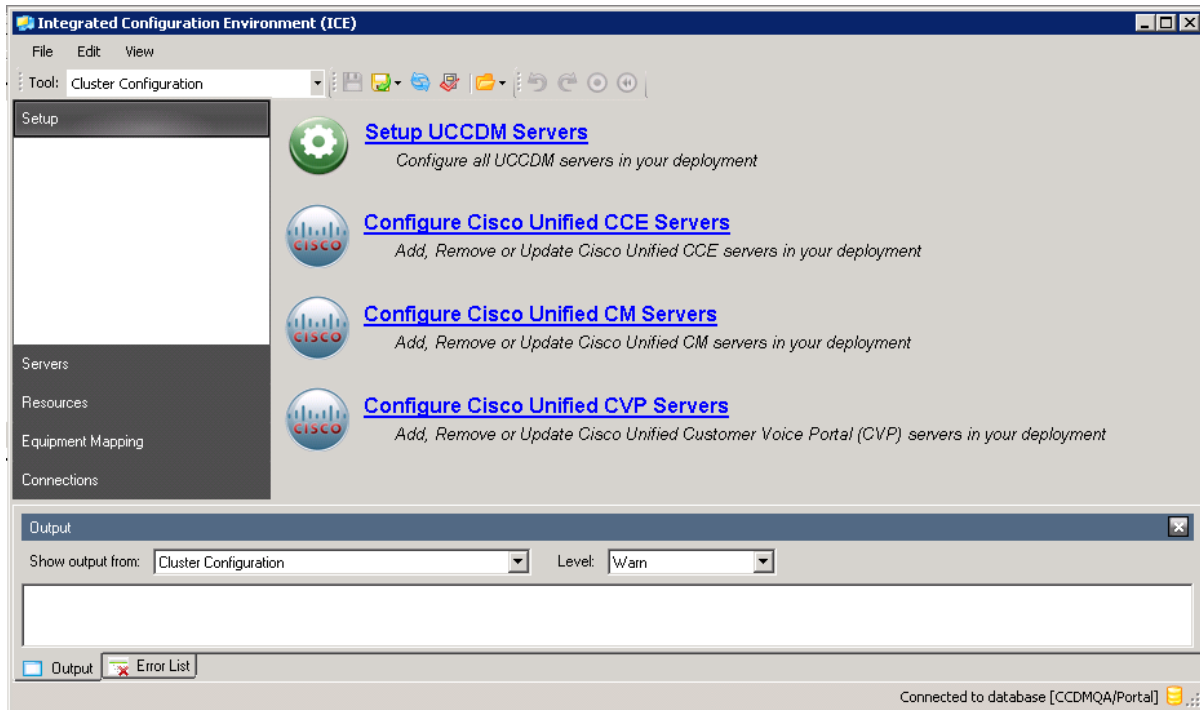 Integrated Configuration Environment (ICE)
File Edit View
Tool: Cluster Configuration
Setup
Setup UCCDM Servers
Configure all UCCDM servers in your deployment
CISCO
Configure Cisco Unified CCE Servers
Add, Remove or Update Cisco Unified CCE servers in your deployment
CISCO
Configure Cisco Unified CM Servers
Add, Remove or Update Cisco Unified CM servers in your deployment
CISCO
Configure Cisco Unified CVP Servers
Add, Remove or Update Cisco Unified Customer Voice Portal (CVP) servers in your deployment
Servers
Resources
Equipment Mapping
Connections
Output
Show output from: Cluster Configuration Level: Warn
Output Error List
Connected to database [CCDMQA/Portal]